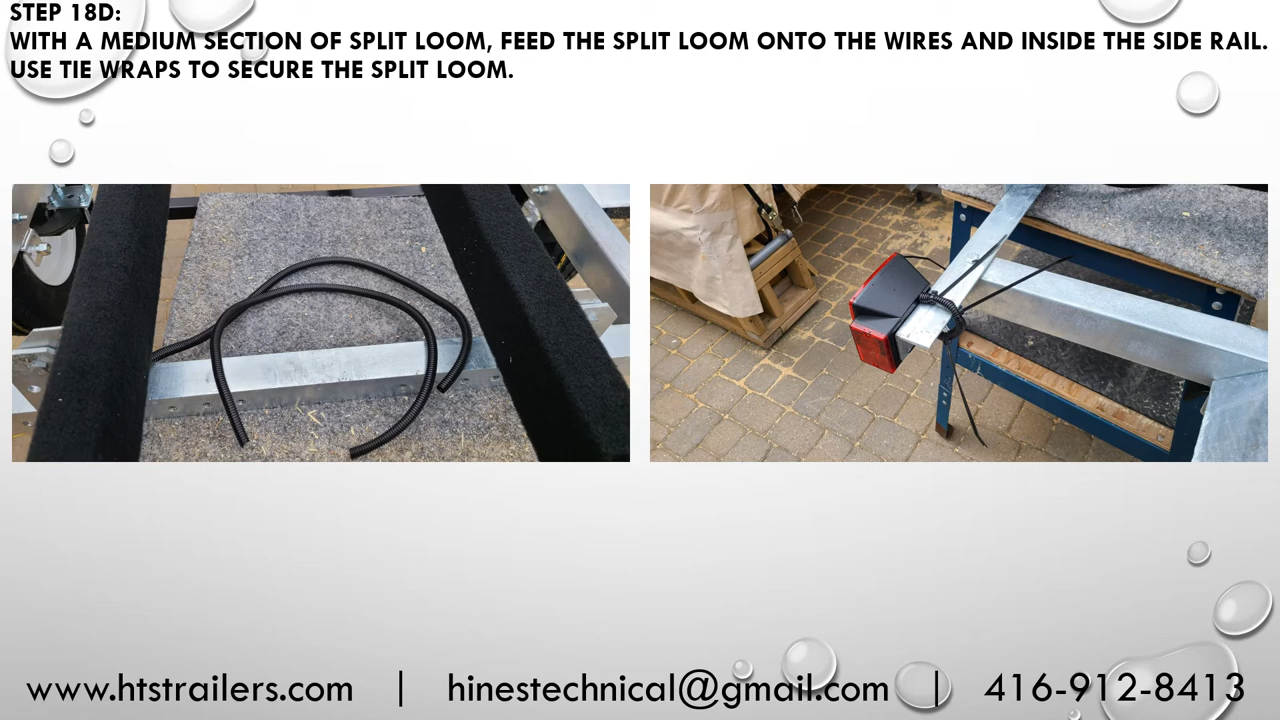 STEP 18D:
WITH A MEDIUM SECTION OF SPLIT LOOM, FEED THE SPLIT LOOM ONTO THE WIRES AND INSIDE THE SIDE RAIL.
USE TIE WRAPS TO SECURE THE SPLIT LOOM.
www.htstrailers.com | hinestechnical@gmail.com | 416-912-8413